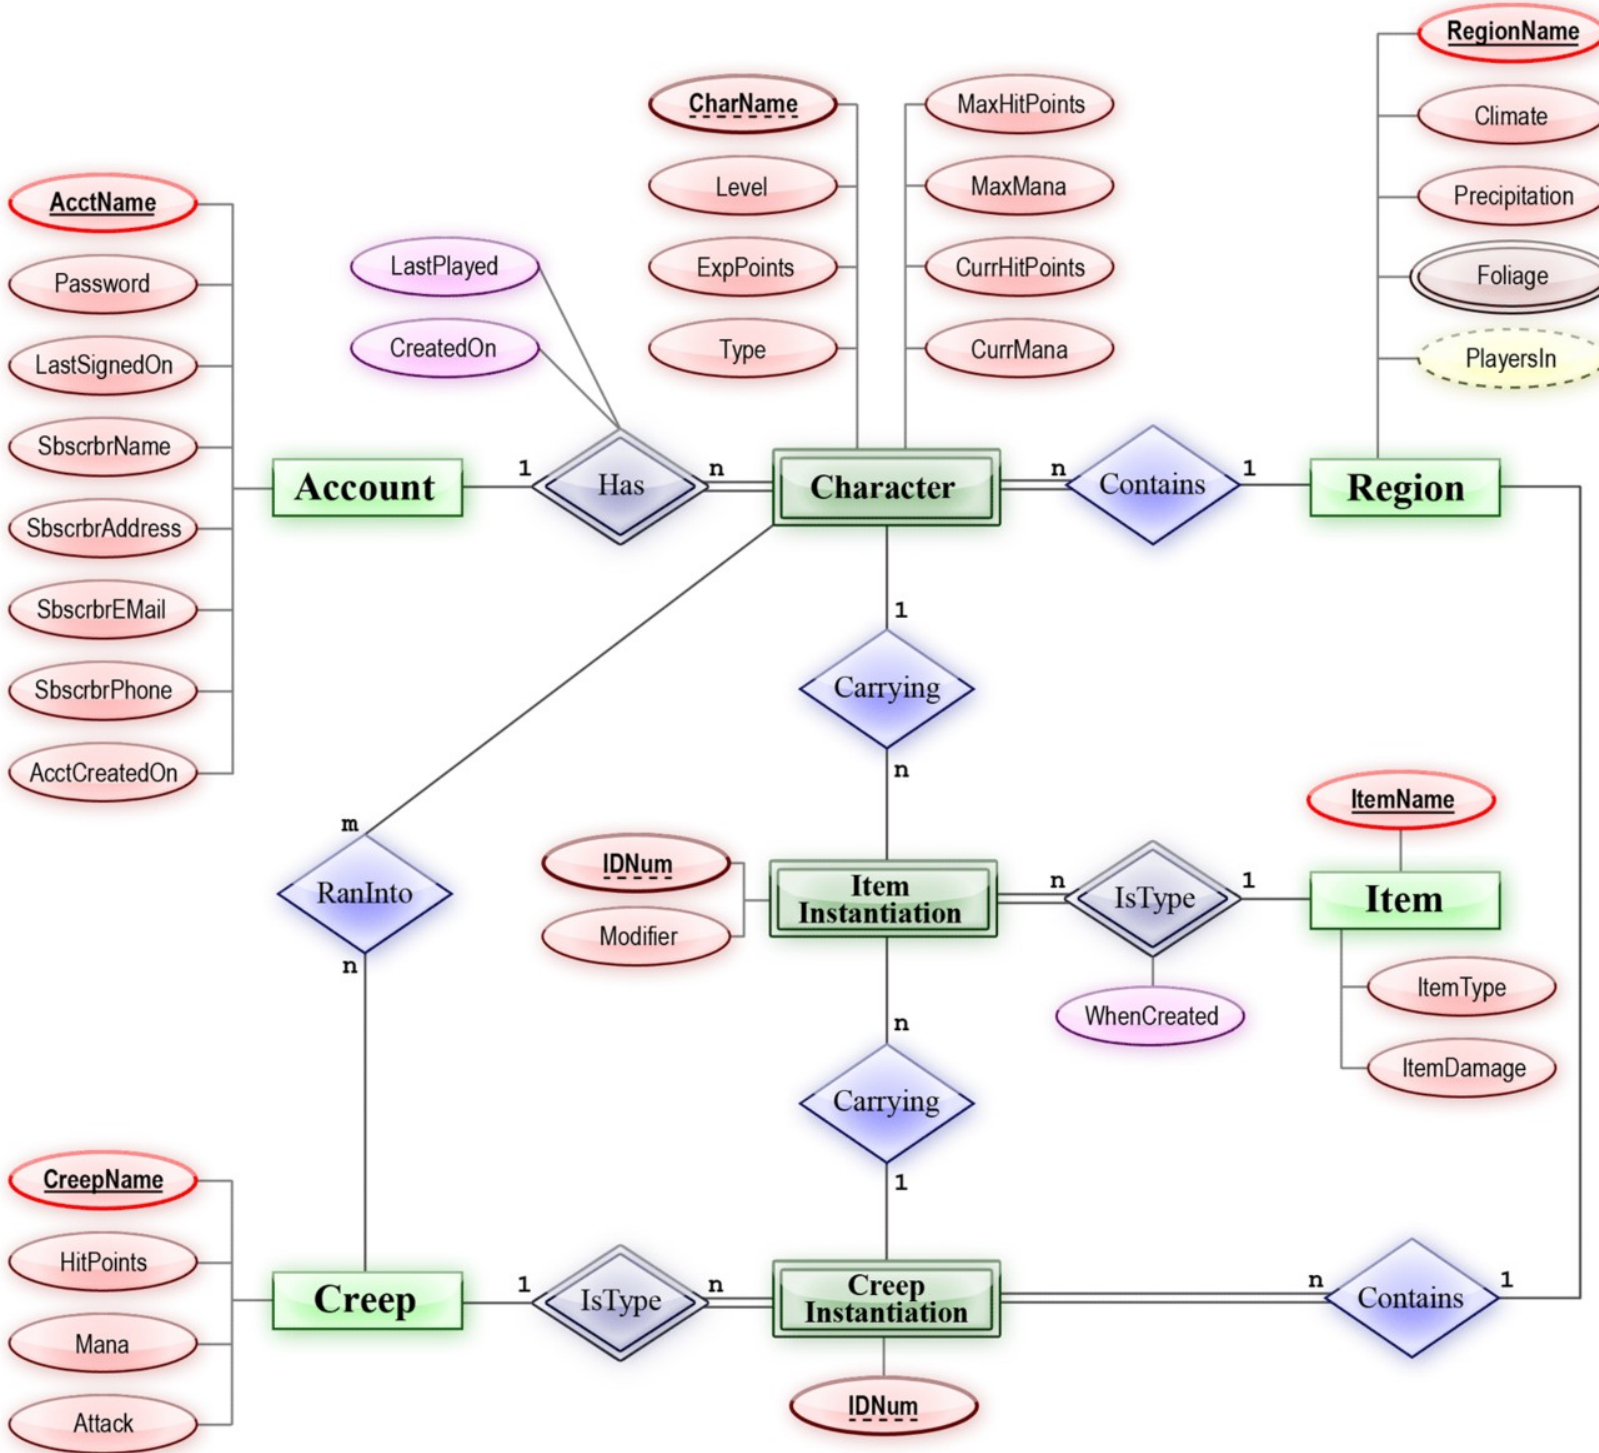 RegionName
CharName
MaxHitPoints
Climate
Level
MaxMana
AcctName
Precipitation
LastPlayed
ExpPoints
CurrHitPoints
Foliage
Password
CreatedOn
Type
CurrMana
PlayersIn
LastSignedOn
SbscrbrName
Account
1
Has
n
Character
n
Contains
1
Region
SbscrbrAddress
SbscrbrEMail
1
SbscrbrPhone
Carrying
AcctCreatedOn
n
ItemName
m
RanInto
n
IDNum
Modifier
Item
Instantiation
n
IsType
1
Item
ItemType
WhenCreated
ItemDamage
n
Carrying
1
CreepName
HitPoints
Creep
1
IsType
n
Creep
Instantiation
n
Contains
1
Mana
Attack
IDNum